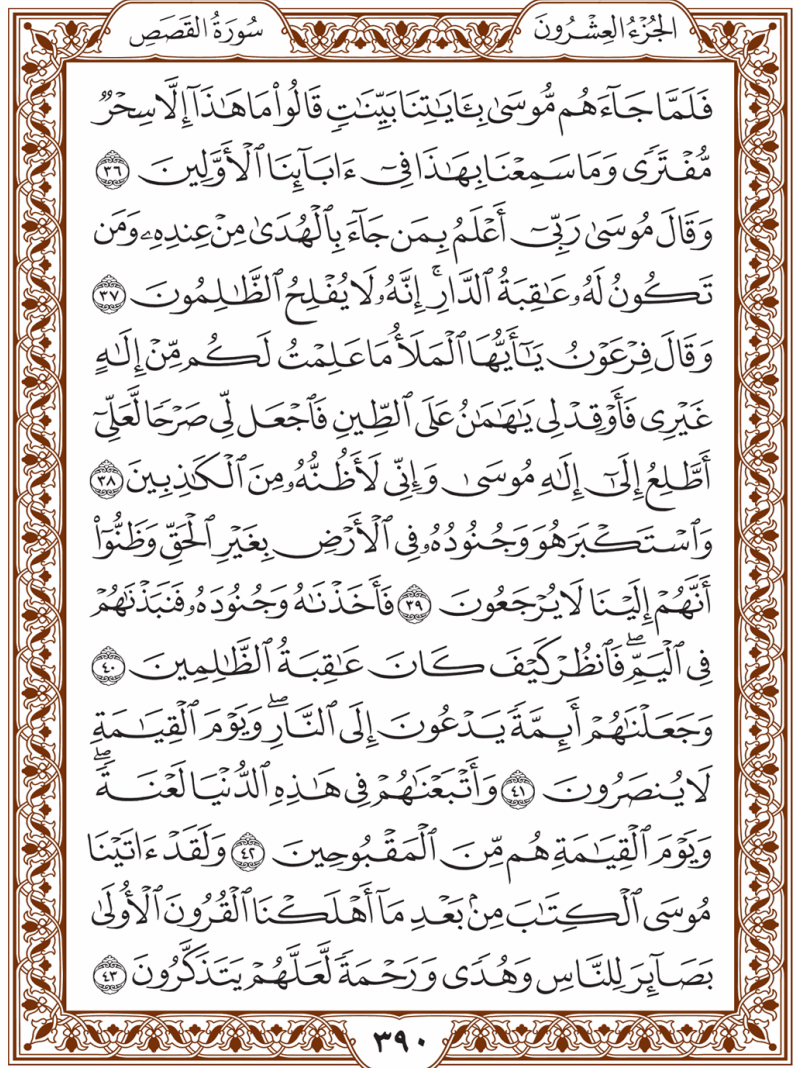 الجُزْءُ العِشْرُونَ
سُورَةُ القَصَصِ
فَلَمَّا جَآءَهُم مُّوسَىٰ بِـَٔايَٰتِنَا بَيِّنَٰتٖ قَالُواْ مَا هَٰذَآ إِلَّا سِحۡرٞ
مُّفۡتَرٗى وَمَا سَمِعۡنَا بِهَٰذَا فِيٓ ءَابَآئِنَا ٱلۡأَوَّلِينَ ٣٦
وَقَالَ مُوسَىٰ رَبِّيٓ أَعۡلَمُ بِمَن جَآءَ بِٱلۡهُدَىٰ مِنۡ عِندِهِۦ وَمَن
تَكُونُ لَهُۥ عَٰقِبَةُ ٱلدَّارِۚ إِنَّهُۥ لَا يُفۡلِحُ ٱلظَّٰلِمُونَ ٣٧
وَقَالَ فِرۡعَوۡنُ يَٰٓأَيُّهَا ٱلۡمَلَأُ مَا عَلِمۡتُ لَكُم مِّنۡ إِلَٰهٍ
غَيۡرِي فَأَوۡقِدۡ لِي يَٰهَٰمَٰنُ عَلَى ٱلطِّينِ فَٱجۡعَل لِّي صَرۡحٗا لَّعَلِّيٓ
أَطَّلِعُ إِلَىٰٓ إِلَٰهِ مُوسَىٰ وَإِنِّي لَأَظُنُّهُۥ مِنَ ٱلۡكَٰذِبِينَ ٣٨
وَٱسۡتَكۡبَرَ هُوَ وَجُنُودُهُۥ فِي ٱلۡأَرۡضِ بِغَيۡرِ ٱلۡحَقِّ وَظَنُّوٓاْ
أَنَّهُمۡ إِلَيۡنَا لَا يُرۡجَعُونَ ٣٩ فَأَخَذۡنَٰهُ وَجُنُودَهُۥ فَنَبَذۡنَٰهُمۡ
فِي ٱلۡيَمِّۖ فَٱنظُرۡ كَيۡفَ كَانَ عَٰقِبَةُ ٱلظَّٰلِمِينَ ٤٠
وَجَعَلۡنَٰهُمۡ أَئِمَّةٗ يَدۡعُونَ إِلَى ٱلنَّارِۖ وَيَوۡمَ ٱلۡقِيَٰمَةِ
لَا يُنصَرُونَ ٤١ وَأَتۡبَعۡنَٰهُمۡ فِي هَٰذِهِ ٱلدُّنۡيَا لَعۡنَةٗۖ
وَيَوۡمَ ٱلۡقِيَٰمَةِ هُم مِّنَ ٱلۡمَقۡبُوحِينَ ٤٢ وَلَقَدۡ ءَاتَيۡنَا
مُوسَى ٱلۡكِتَٰبَ مِنۢ بَعۡدِ مَآ أَهۡلَكۡنَا ٱلۡقُرُونَ ٱلۡأُولَىٰ
بَصَآئِرَ لِلنَّاسِ وَهُدٗى وَرَحۡمَةٗ لَّعَلَّهُمۡ يَتَذَكَّرُونَ ٤٣
٣٩٠